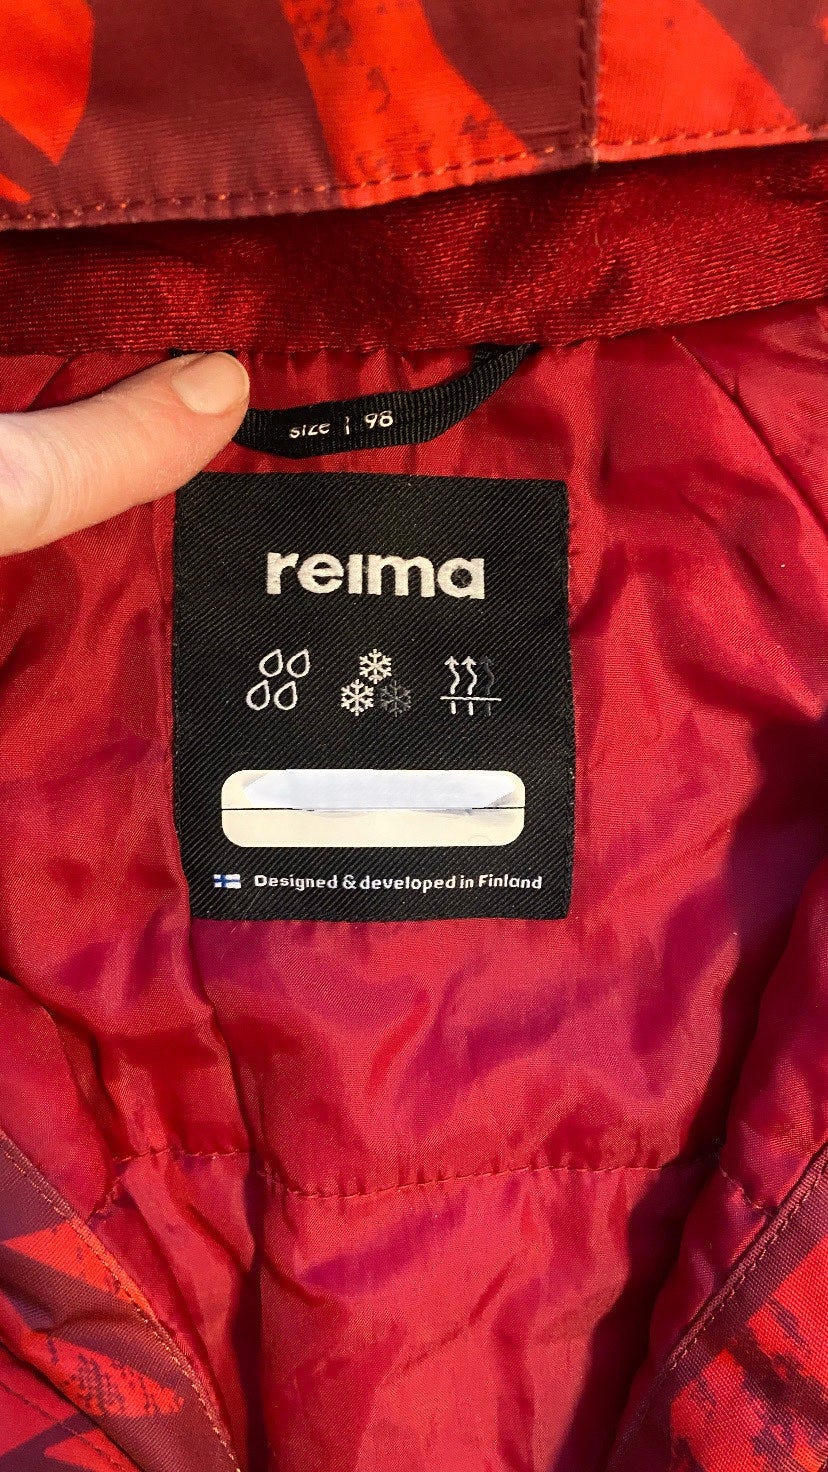 size | 98
reima
Designed & developed in Finland